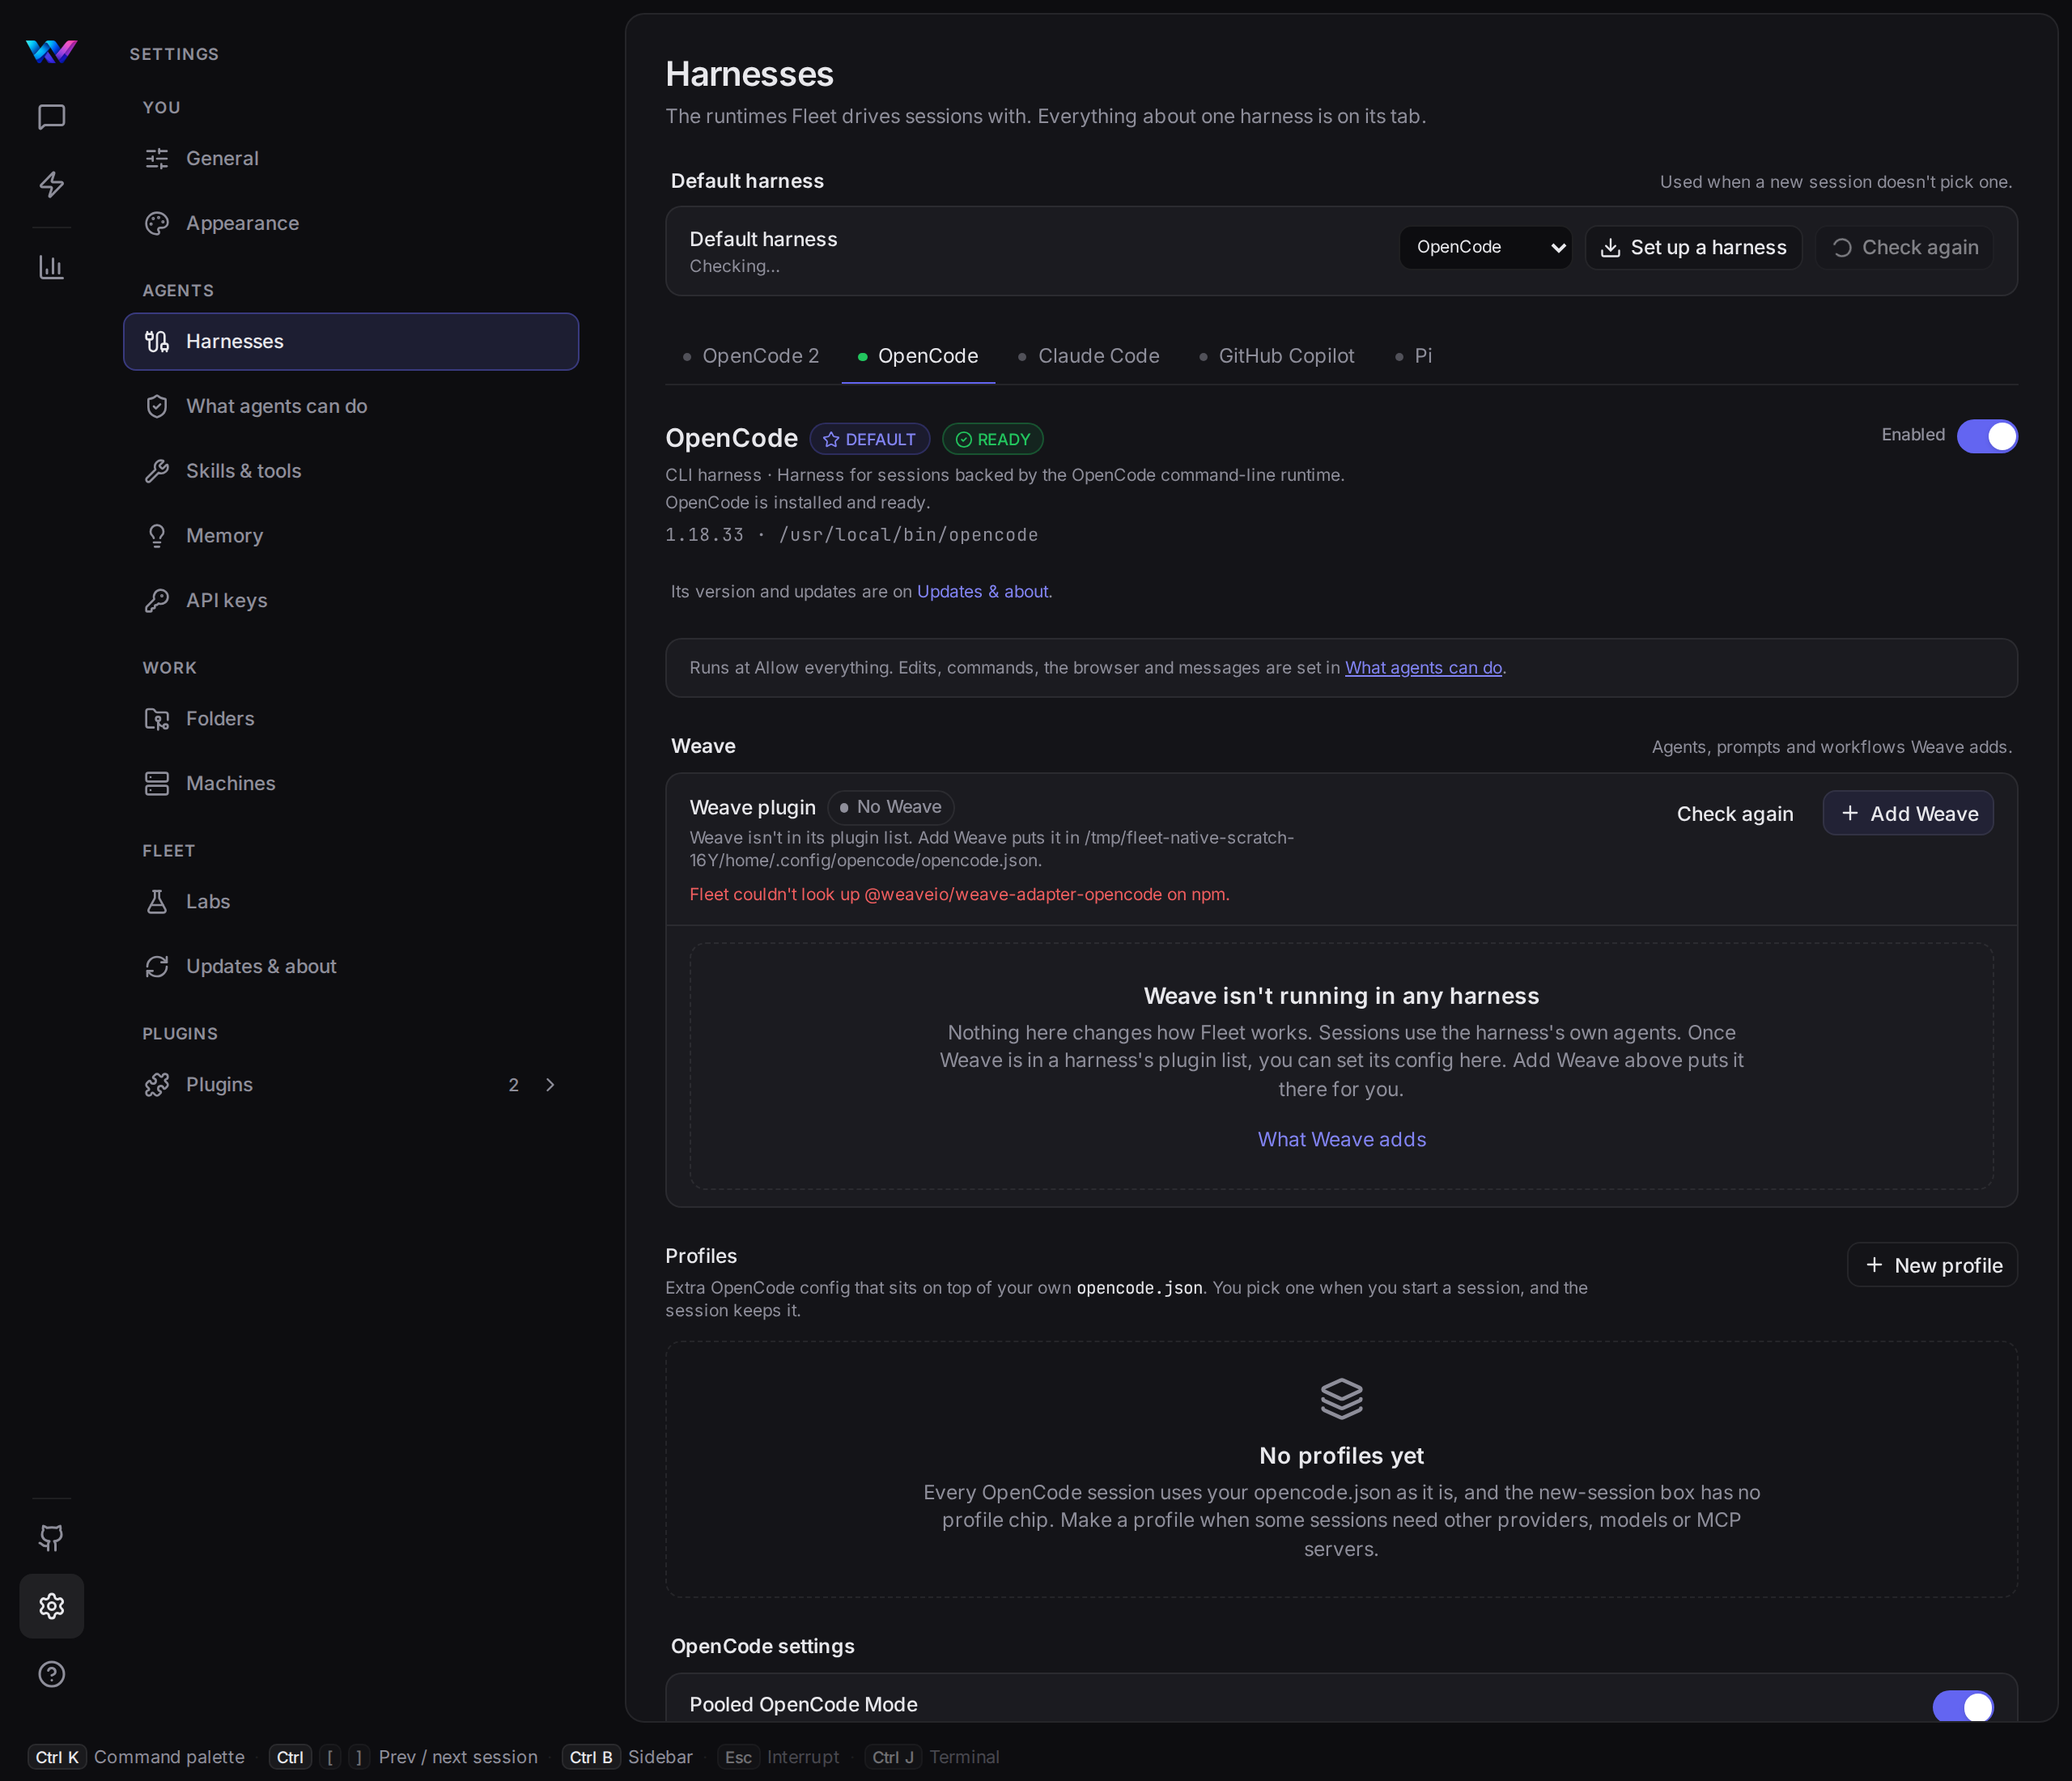 SETTINGS
YOU
General
Appearance
AGENTS
Harnesses
What agents can do
Skills & tools
Memory
API keys
WORK
Folders
Machines
FLEET
Labs
Updates & about
PLUGINS
Plugins 2
Harnesses
The runtimes Fleet drives sessions with. Everything about one harness is on its tab.
Default harness
Used when a new session doesn't pick one.
Default harness
Checking...
OpenCode
Set up a harness
Check again
OpenCode 2
OpenCode
Claude Code
GitHub Copilot
Pi
OpenCode DEFAULT READY
Enabled
CLI harness · Harness for sessions backed by the OpenCode command-line runtime.
OpenCode is installed and ready.
1.18.33 · /usr/local/bin/opencode
Its version and updates are on Updates & about.
Runs at Allow everything. Edits, commands, the browser and messages are set in What agents can do.
Weave
Agents, prompts and workflows Weave adds.
Weave plugin No Weave
Check again
Add Weave
Weave isn't in its plugin list. Add Weave puts it in /tmp/fleet-native-scratch-
16Y/home/.config/opencode/opencode.json.
Fleet couldn't look up @weaveio/weave-adapter-opencode on npm.
Weave isn't running in any harness
Nothing here changes how Fleet works. Sessions use the harness's own agents. Once
Weave is in a harness's plugin list, you can set its config here. Add Weave above puts it
there for you.
What Weave adds
Profiles
New profile
Extra OpenCode config that sits on top of your own opencode.json. You pick one when you start a session, and the
session keeps it.
No profiles yet
Every OpenCode session uses your opencode.json as it is, and the new-session box has no
profile chip. Make a profile when some sessions need other providers, models or MCP
servers.
OpenCode settings
Pooled OpenCode Mode
Ctrl K Command palette · Ctrl [ ] Prev / next session · Ctrl B Sidebar · Esc Interrupt · Ctrl J Terminal